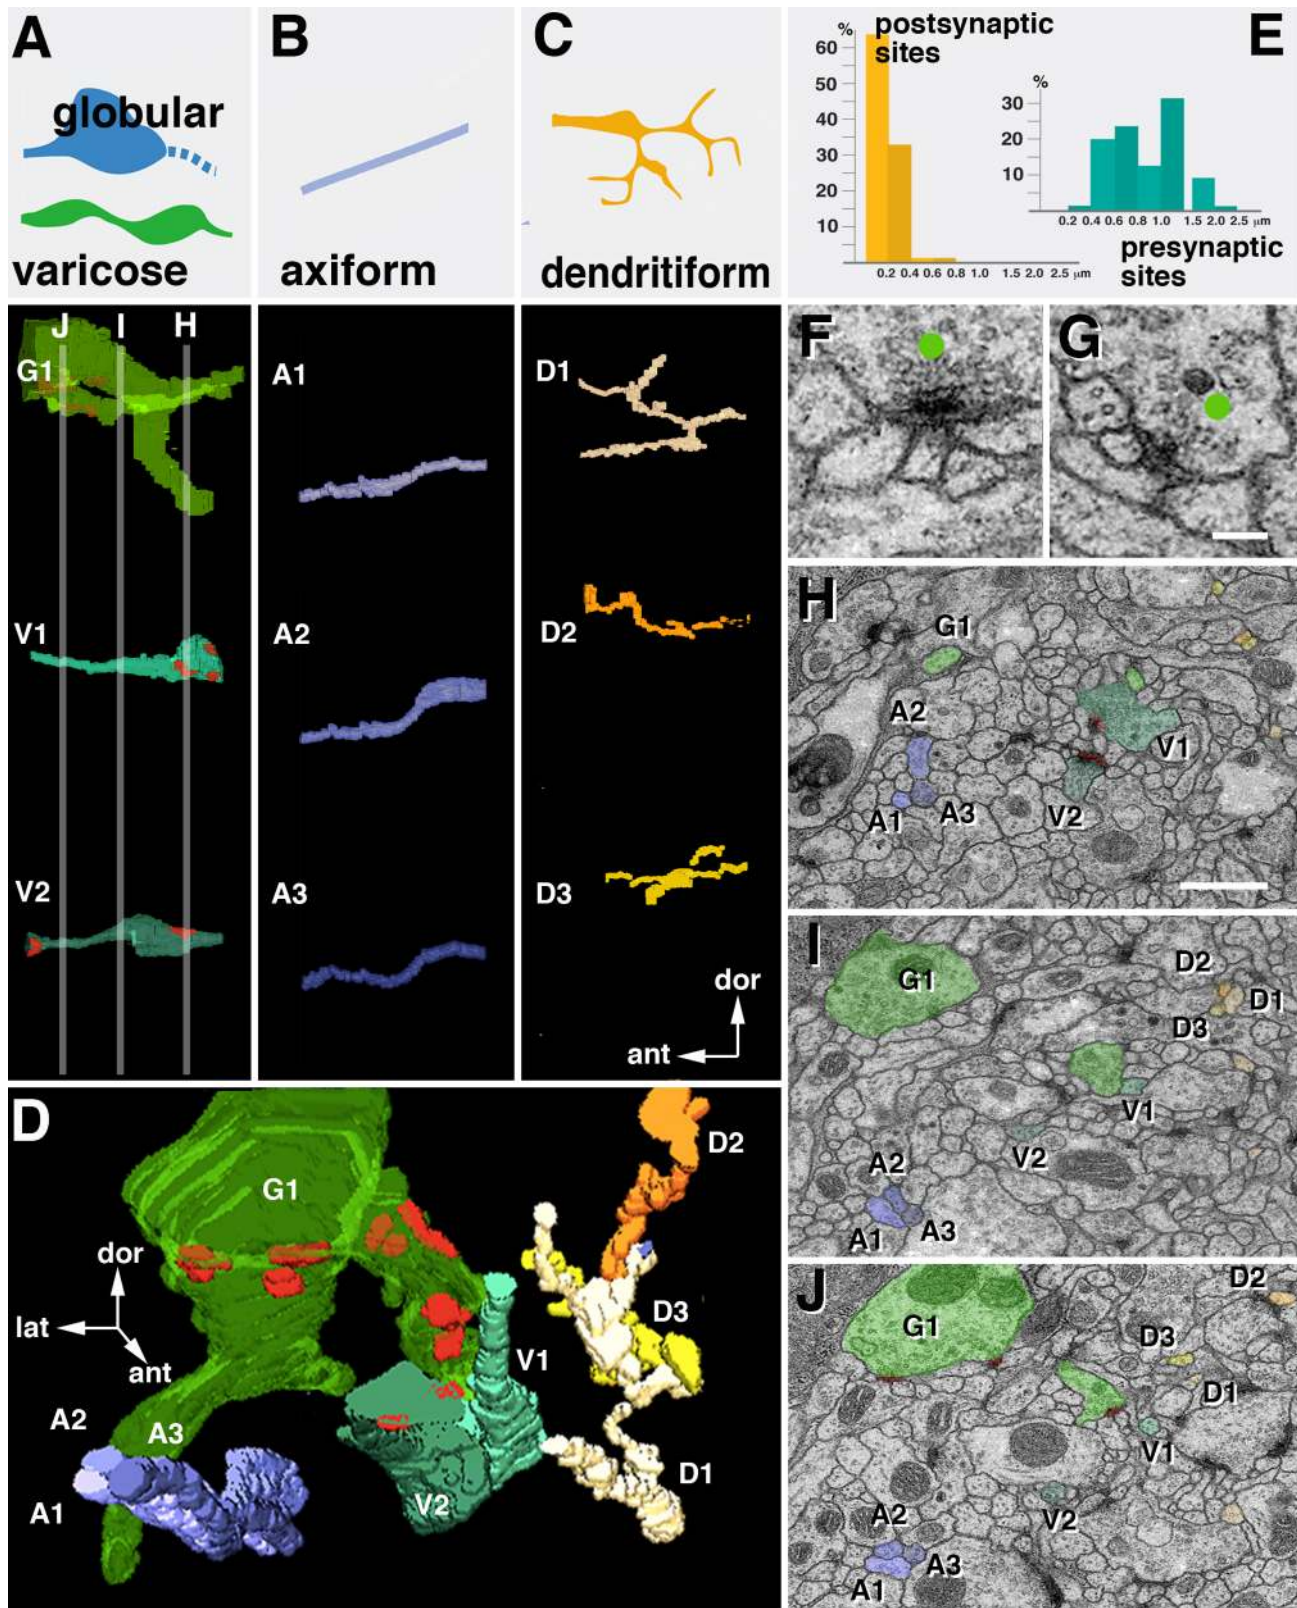 A
globular
varicose
B
axiform
C
dendritiform
E
%
postsynaptic
sites
60
50
40
30
20
10
0.2 0.4 0.6 0.8 1.0 1.5 2.0 2.5 μm
%
30
20
10
0.2 0.4 0.6 0.8 1.0 1.5 2.0 2.5 μm
presynaptic
sites
J I H
G1
V1
V2
A1
A2
A3
D1
D2
D3
dor
ant
D
G1
dor
lat
ant
A2
A3
A1
V1
V2
D2
D3
D1
F
G
H
G1
A2
V1
A1
A3
V2
I
G1
D2
D1
D3
V1
V2
A2
A1
A3
J
G1
D2
D3
D1
V1
V2
A2
A3
A1